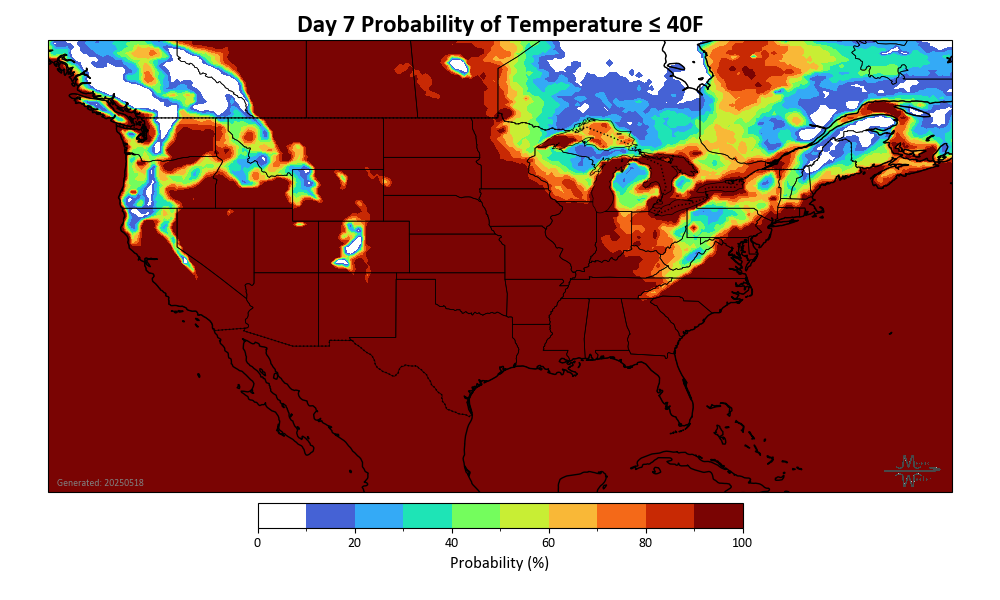 Day 7 Probability of Temperature ≤ 40F
Generated: 20250518
0 20 40 60 80 100
Probability (%)